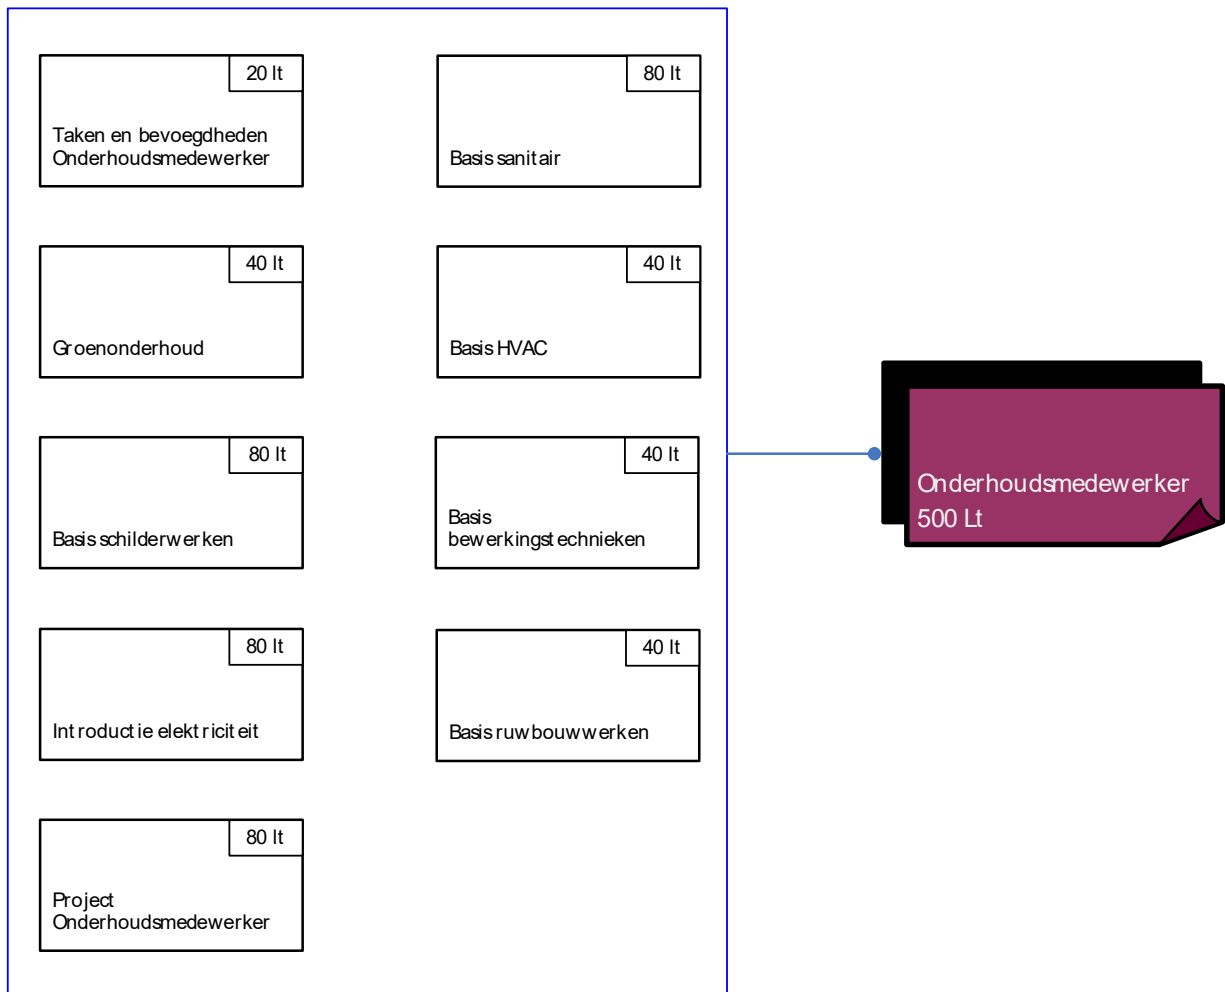 20 lt
Taken en bevoegdheden
Onderhoudsmedewerker
80 lt
Basis sanitair
40 lt
Groenonderhoud
40 lt
Basis HVAC
80 lt
Basis schilderwerken
40 lt
Basis
bewerkingstechnieken
Onderhoudsmedewerker
500 Lt
80 lt
Introductie elektriciteit
40 lt
Basis ruwbouwwerken
80 lt
Project
Onderhoudsmedewerker